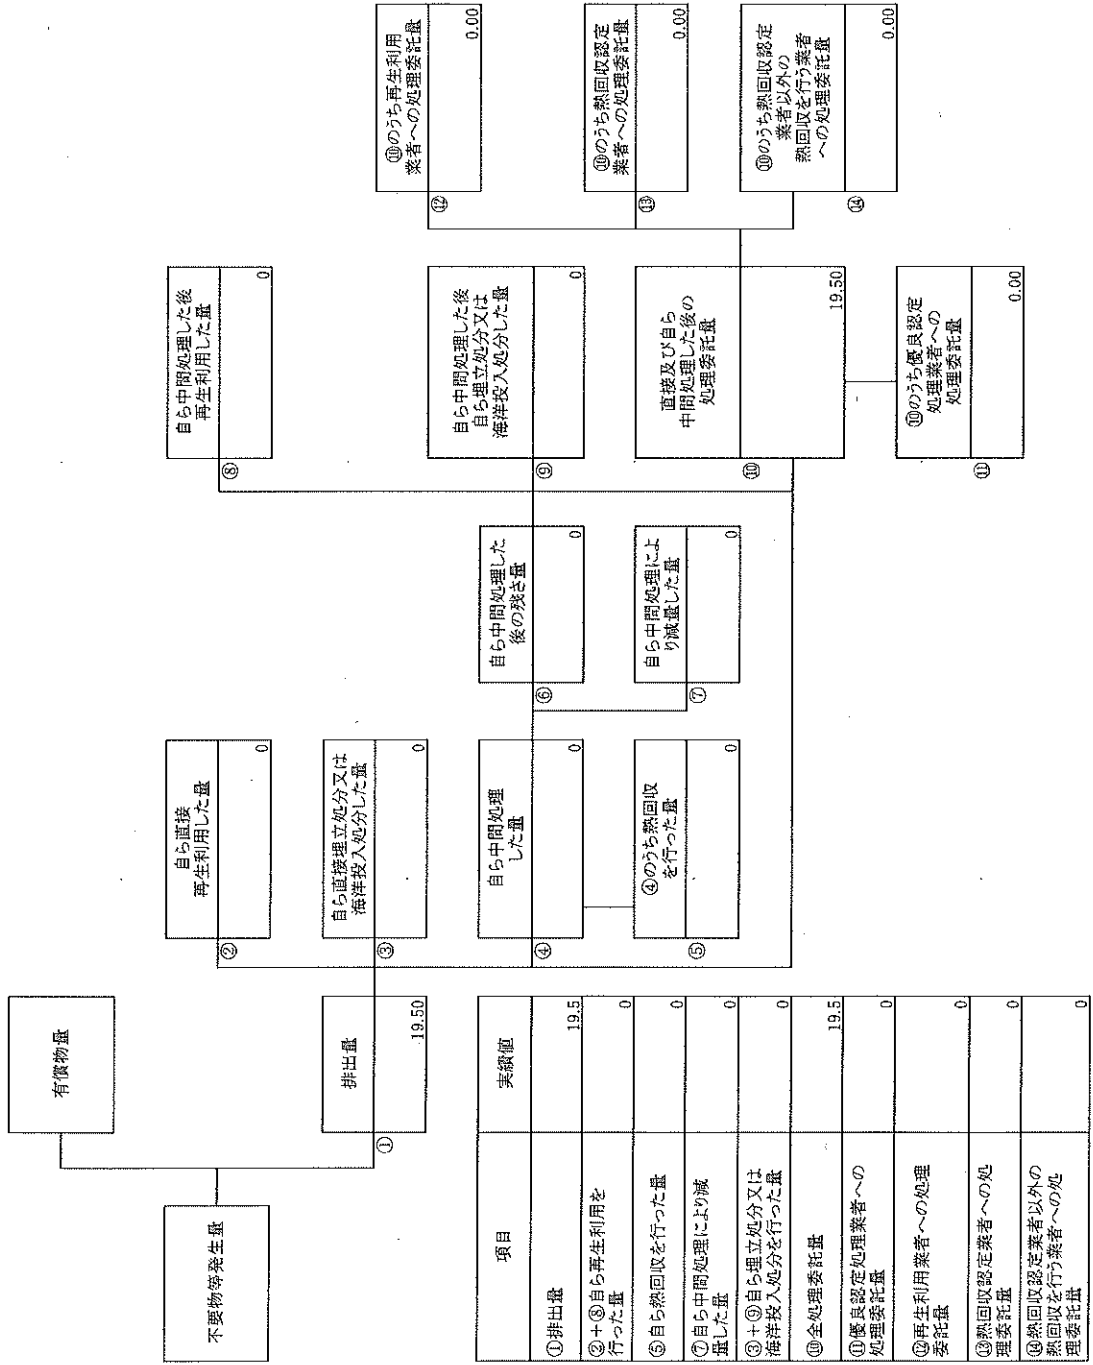 不要物等発生量
有償物量
排出量
①
19.50
自ら直接
再生利用した量
②
0
自ら直接埋立処分又は
海洋投入処分した量
③
0
自ら中間処理
した量
④
0
④のうち熱回収
を行った量
⑤
0
自ら中間処理した
後の残さ量
⑥
0
自ら中間処理によ
り減量した量
⑦
0
自ら中間処理した後
再生利用した量
⑧
0
自ら中間処理した後
自ら埋立処分又は
海洋投入処分した量
⑨
0
直接及び自ら
中間処理した後の
処理委託量
⑩
19.50
⑩のうち優良認定
処理業者への
処理委託量
⑪
0.00
⑩のうち再生利用
業者への処理委託量
⑫
0.00
⑩のうち熱回収認定
業者への処理委託量
⑬
0.00
⑩のうち熱回収認定
業者以外の
熱回収を行う業者
への処理委託量
⑭
0.00
項目
実績値
①排出量
19.5
②+⑧自ら再生利用を
行った量
0
⑤自ら熱回収を行った量
0
⑦自ら中間処理により減
量した量
0
③+⑨自ら埋立処分又は
海洋投入処分を行った量
0
⑩全処理委託量
19.5
⑪優良認定処理業者への
処理委託量
0
⑫再生利用業者への処理
委託量
0
⑬熱回収認定業者への処
理委託量
0
⑭熱回収認定業者以外の
熱回収を行う業者への処
理委託量
0